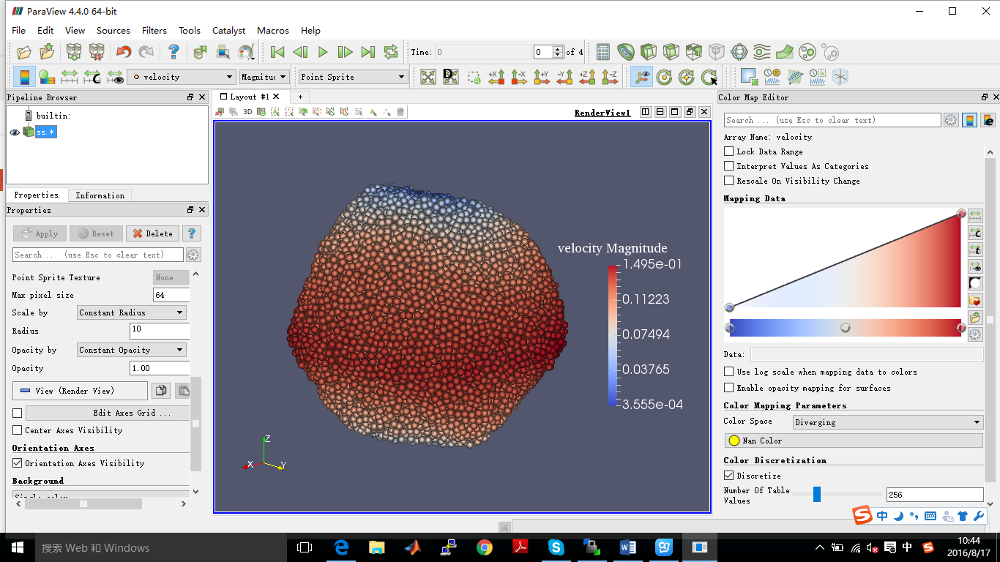 ParaView 4.4.0 64-bit
File Edit View Sources Filters Tools Catalyst Macros Help
Time: 0 0 of 4
velocity Magnitu Point Sprite
Pipeline Browser
builtin:
ss.*
Properties Information
Properties
Apply Reset Delete ?
Search ... (use Esc to clear text)
Point Sprite Texture None
Max pixel size 64
Scale by Constant Radius
Radius 10
Opacity by Constant Opacity
Opacity 1.00
View (Render View)
Edit Axes Grid ...
Center Axes Visibility
Orientation Axes
Orientation Axes Visibility
Background
Layout #1
3D
RenderView1
velocity Magnitude
1.495e-01
0.11223
0.07494
0.03765
3.555e-04
Z
X
Y
Color Map Editor
Search ... (use Esc to clear text)
Array Name: velocity
Lock Data Range
Interpret Values As Categories
Rescale On Visibility Change
Mapping Data
Data:
Use log scale when mapping data to colors
Enable opacity mapping for surfaces
Color Mapping Parameters
Color Space Diverging
Nan Color
Color Discretization
Discretize
Number Of Table
Values
256
中
搜索 Web 和 Windows
中
10:44
2016/8/17